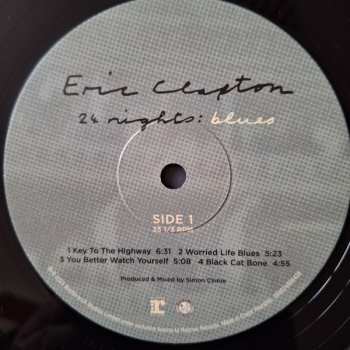 Eric Clapton
24 nights: blues
SIDE 1
33 1/3 RPM
1 Key To The Highway 6:31 2 Worried Life Blues 5:23
3 You Better Watch Yourself 5:08 4 Black Cat Bone 4:55
Produced & Mixed by Simon Climie